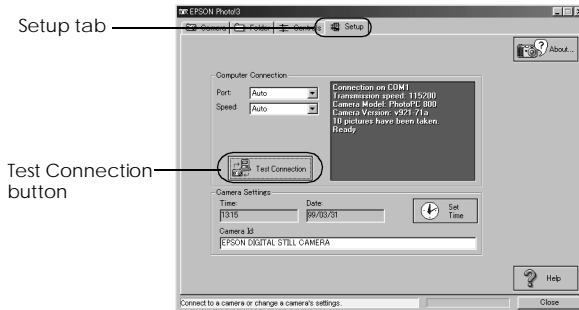 EPSON Photo!3
Setup tab
Camera Folder Controls Setup
About...
Computer Connection
Port: Auto
Speed: Auto
Connection on COM1
Transmission speed: 115200
Camera Model: PhotoPC 800
Camera Version: v921-71a
10 pictures have been taken.
Ready
Test Connection
button
Test Connection
Camera Settings
Time: Date:
13:15 99/03/31
Set
Time
Camera Id
EPSON DIGITAL STILL CAMERA
Help
Connect to a camera or change a camera's settings.
Close